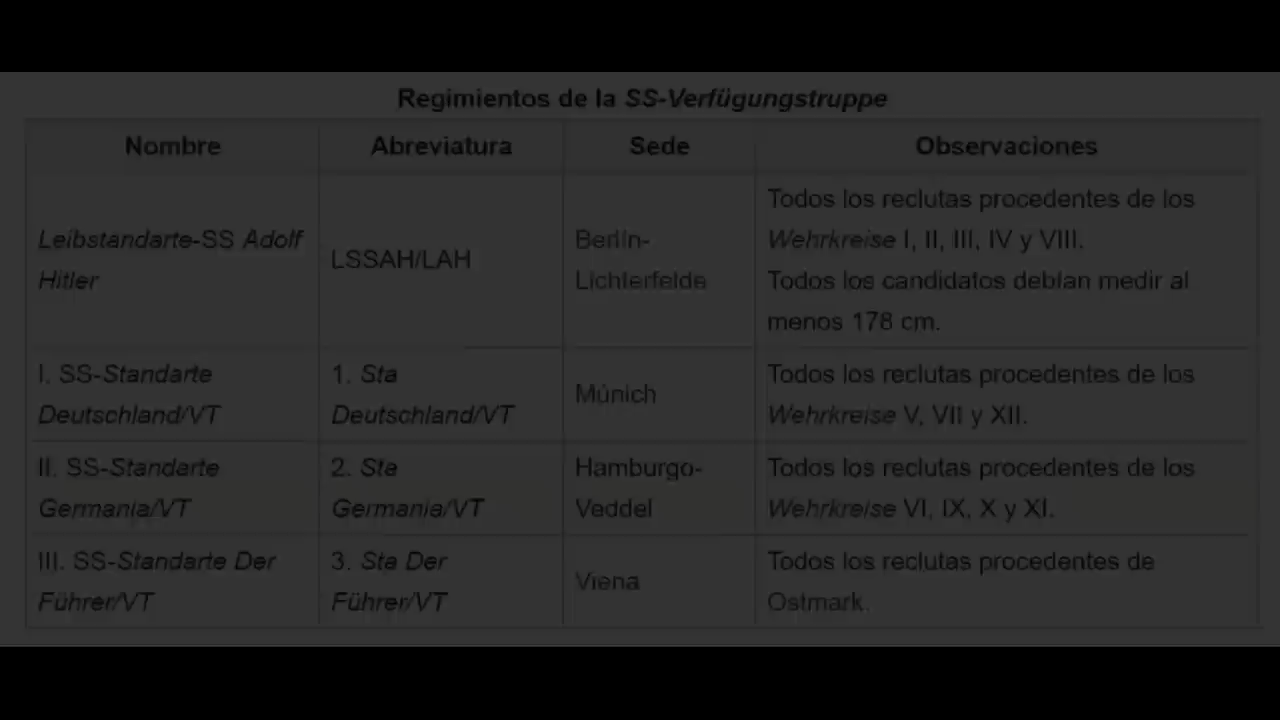 Regimientos de la SS-Verfügungstruppe
Nombre
Abreviatura
Sede
Observaciones
Leibstandarte-SS Adolf
Hitler
LSSAH/LAH
Berlín-
Lichterfelde
Todos los reclutas procedentes de los
Wehrkreise I, II, III, IV y VIII.
Todos los candidatos debían medir al
menos 178 cm.
I. SS-Standarte
Deutschland/VT
1. Sta
Deutschland/VT
Múnich
Todos los reclutas procedentes de los
Wehrkreise V, VII y XII.
II. SS-Standarte
Germania/VT
2. Sta
Germania/VT
Hamburgo-
Veddel
Todos los reclutas procedentes de los
Wehrkreise VI, IX, X y XI.
III. SS-Standarte Der
Führer/VT
3. Sta Der
Führer/VT
Viena
Todos los reclutas procedentes de
Ostmark.